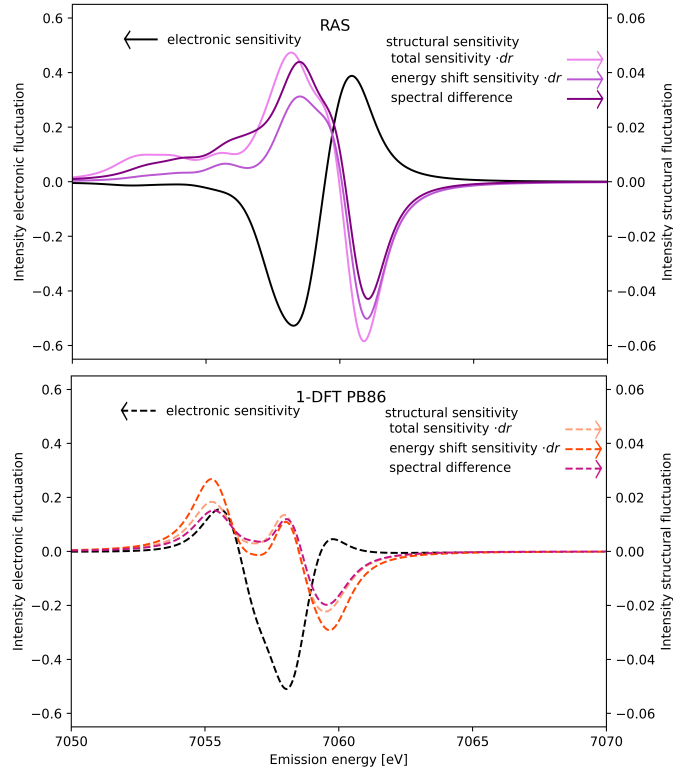 RAS
electronic sensitivity
structural sensitivity
total sensitivity ·dr
energy shift sensitivity ·dr
spectral difference
0.6
0.4
0.2
0.0
−0.2
−0.4
−0.6
Intensity electronic fluctuation
0.06
0.04
0.02
0.00
−0.02
−0.04
−0.06
Intensity structural fluctuation
1-DFT PB86
electronic sensitivity
structural sensitivity
total sensitivity ·dr
energy shift sensitivity ·dr
spectral difference
0.6
0.4
0.2
0.0
−0.2
−0.4
−0.6
Intensity electronic fluctuation
0.06
0.04
0.02
0.00
−0.02
−0.04
−0.06
Intensity structural fluctuation
7050 7055 7060 7065 7070
Emission energy [eV]